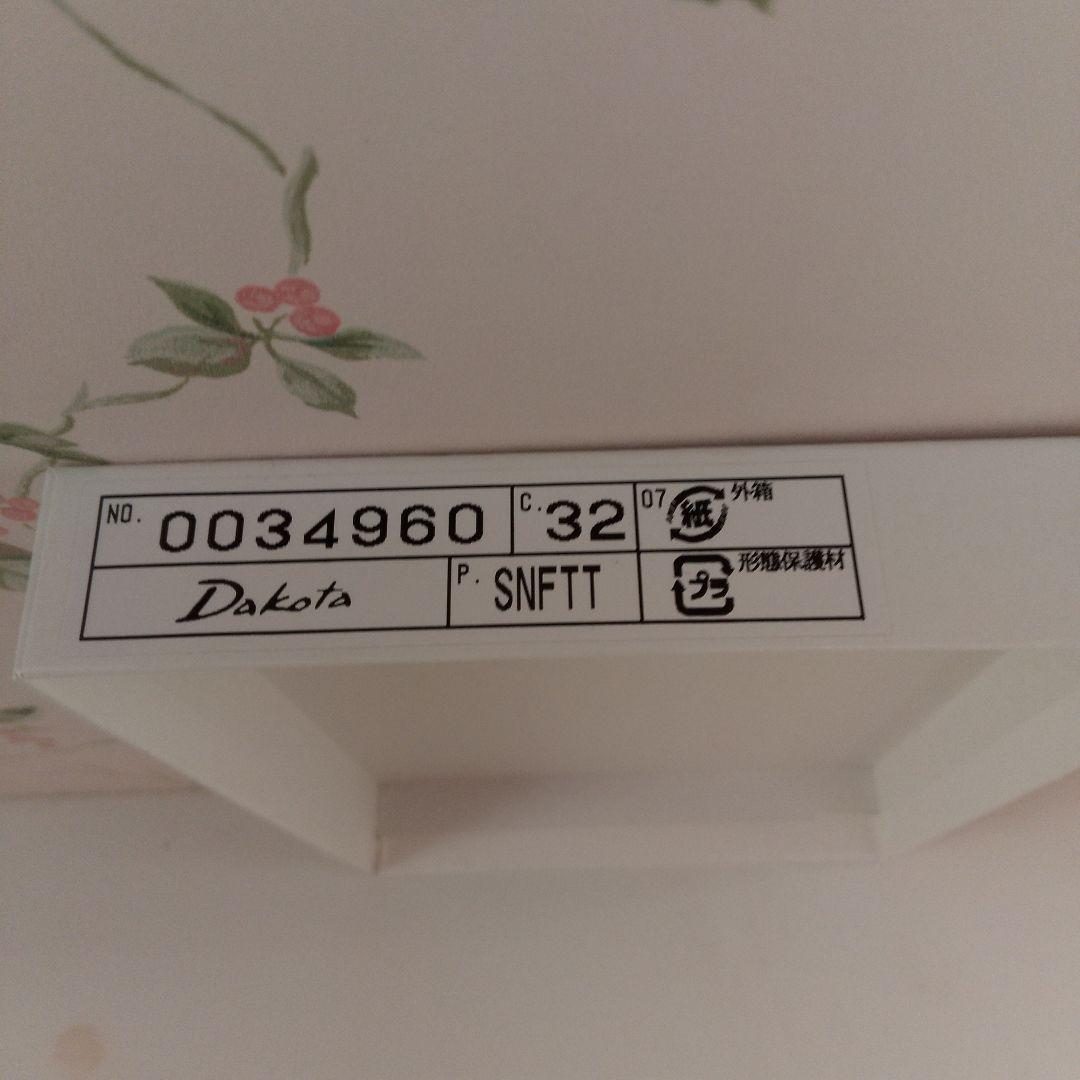 NO. 0034960 C. 32 07 紙 外箱
Dakota P. SNFTT プラ 形態保護材